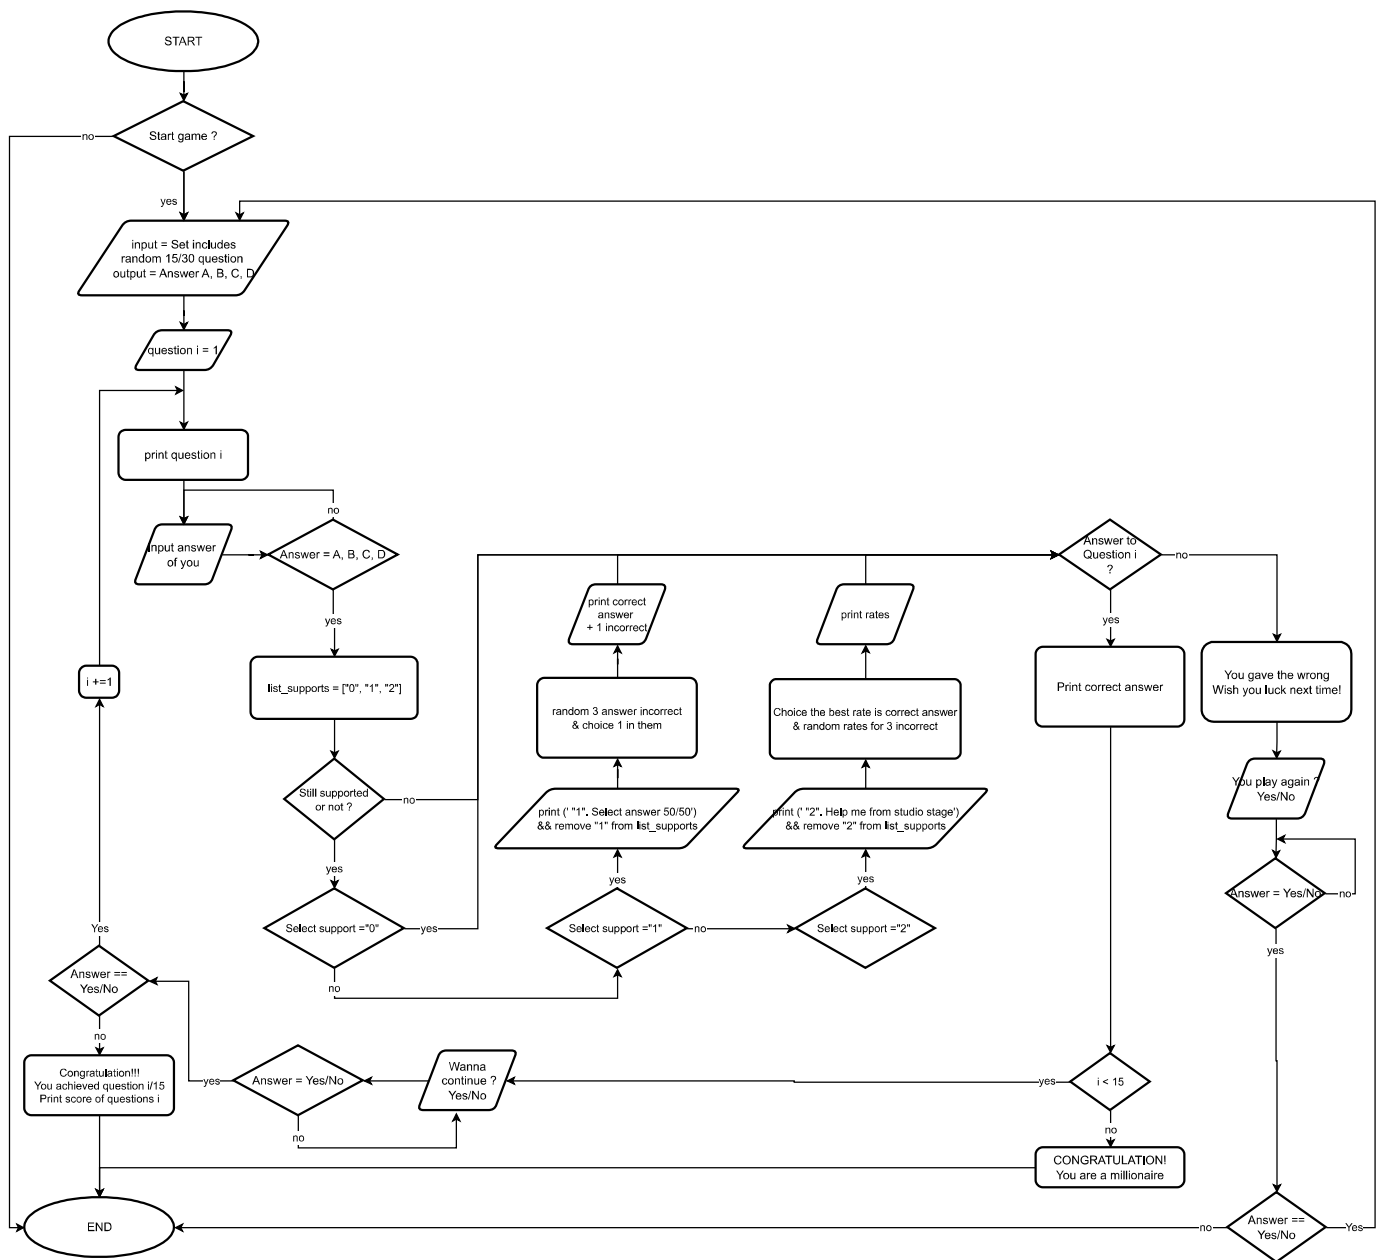 START
Start game ?
no
yes
input = Set includes
random 15/30 question
output = Answer A, B, C, D
question i = 1
print question i
no
Input answer
of you
Answer = A, B, C, D
yes
list_supports = ["0", "1", "2"]
Still supported
or not ?
no
yes
Select support ="0"
yes
no
print correct
answer
+ 1 incorrect
random 3 answer incorrect
& choice 1 in them
print (' "1". Select answer 50/50')
&& remove "1" from list_supports
yes
Select support ="1"
no
print rates
Choice the best rate is correct answer
& random rates for 3 incorrect
print (' "2". Help me from studio stage')
&& remove "2" from list_supports
yes
Select support ="2"
Answer to
Question i
?
no
yes
Print correct answer
You gave the wrong
Wish you luck next time!
You play again ?
Yes/No
Answer = Yes/No
no
yes
i +=1
Yes
Answer ==
Yes/No
no
Congratulation!!!
You achieved question i/15
Print score of questions i
yes
Answer = Yes/No
no
Wanna
continue ?
Yes/No
yes
i < 15
no
CONGRATULATION!
You are a millionaire
END
no
Answer ==
Yes/No
Yes